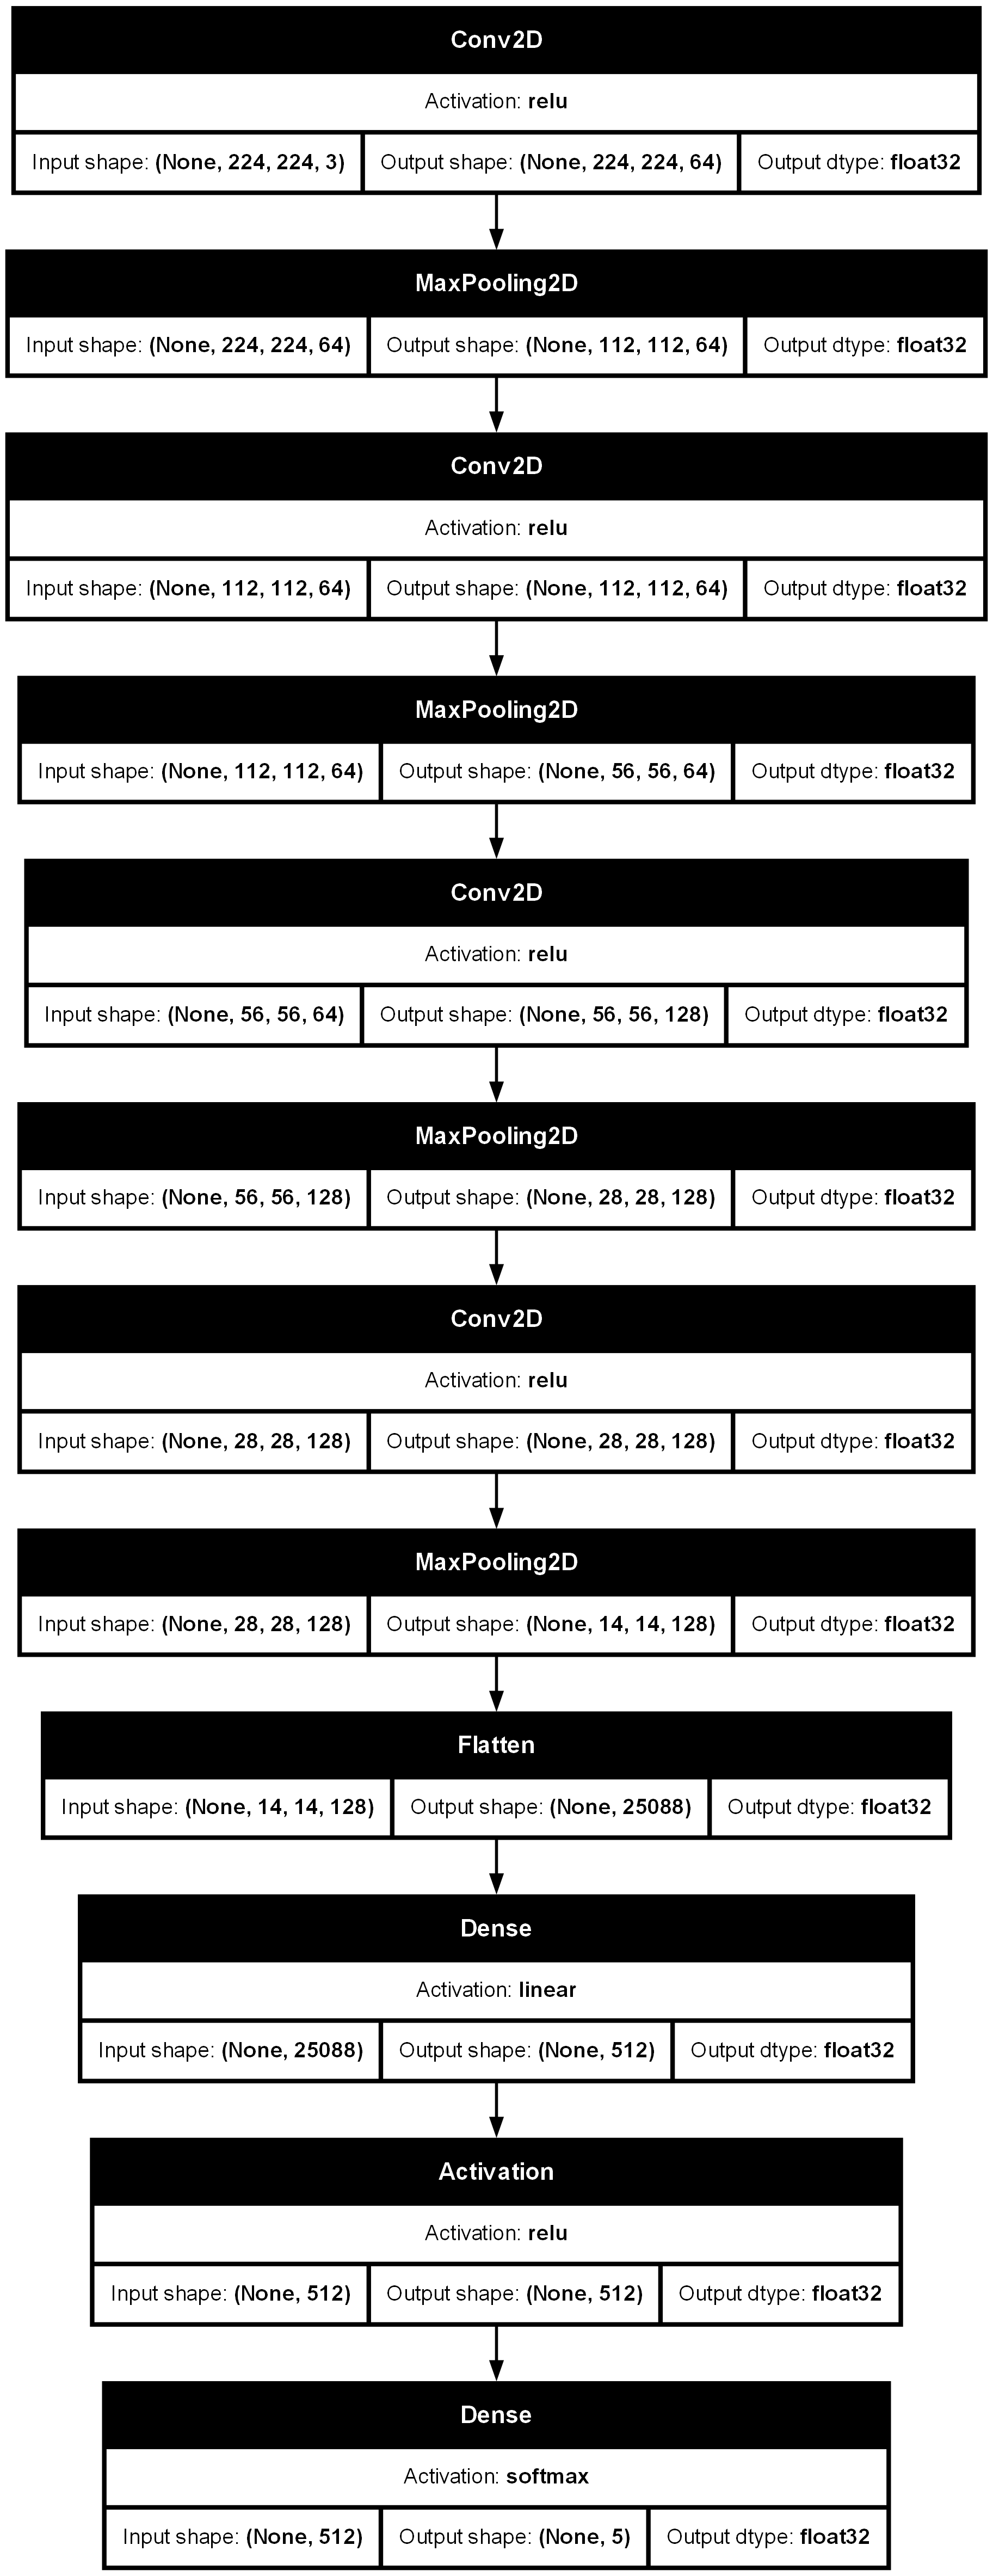 Conv2D
Activation: relu
Input shape: (None, 224, 224, 3) Output shape: (None, 224, 224, 64) Output dtype: float32
MaxPooling2D
Input shape: (None, 224, 224, 64) Output shape: (None, 112, 112, 64) Output dtype: float32
Conv2D
Activation: relu
Input shape: (None, 112, 112, 64) Output shape: (None, 112, 112, 64) Output dtype: float32
MaxPooling2D
Input shape: (None, 112, 112, 64) Output shape: (None, 56, 56, 64) Output dtype: float32
Conv2D
Activation: relu
Input shape: (None, 56, 56, 64) Output shape: (None, 56, 56, 128) Output dtype: float32
MaxPooling2D
Input shape: (None, 56, 56, 128) Output shape: (None, 28, 28, 128) Output dtype: float32
Conv2D
Activation: relu
Input shape: (None, 28, 28, 128) Output shape: (None, 28, 28, 128) Output dtype: float32
MaxPooling2D
Input shape: (None, 28, 28, 128) Output shape: (None, 14, 14, 128) Output dtype: float32
Flatten
Input shape: (None, 14, 14, 128) Output shape: (None, 25088) Output dtype: float32
Dense
Activation: linear
Input shape: (None, 25088) Output shape: (None, 512) Output dtype: float32
Activation
Activation: relu
Input shape: (None, 512) Output shape: (None, 512) Output dtype: float32
Dense
Activation: softmax
Input shape: (None, 512) Output shape: (None, 5) Output dtype: float32